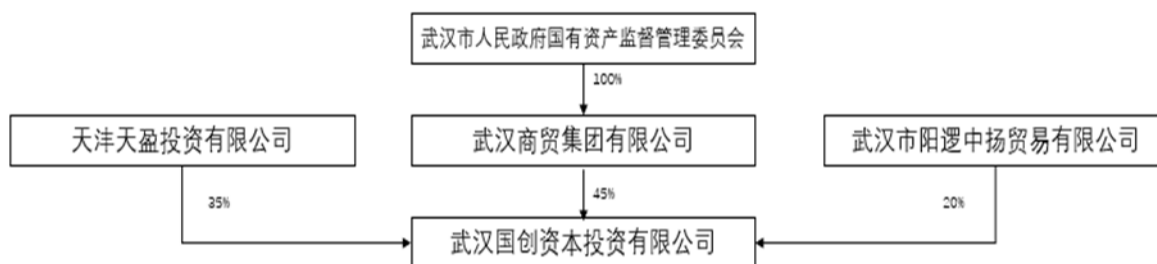 武汉市人民政府国有资产监督管理委员会
100%
天沣天盈投资有限公司
武汉商贸集团有限公司
武汉市阳逻中扬贸易有限公司
35%
45%
20%
武汉国创资本投资有限公司